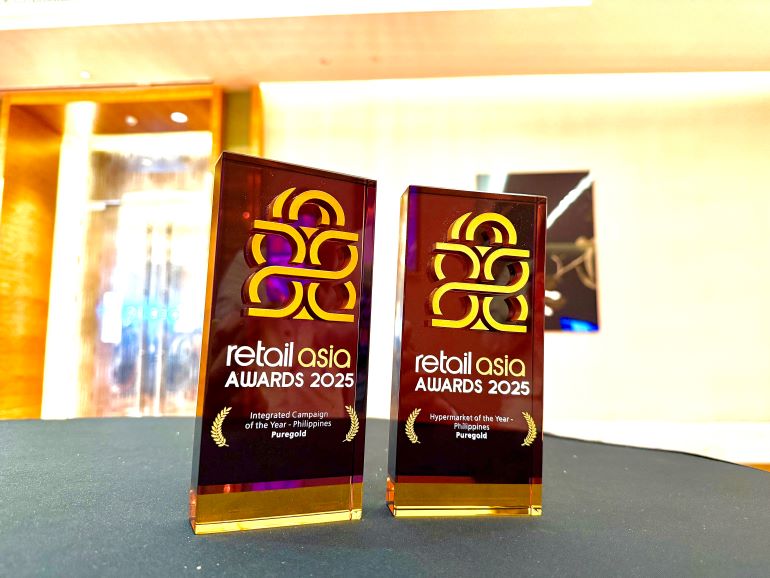 retail asia
AWARDS 2025
Integrated Campaign
of the Year - Philippines
Puregold
retail asia
AWARDS 2025
Hypermarket of the Year -
Philippines
Puregold